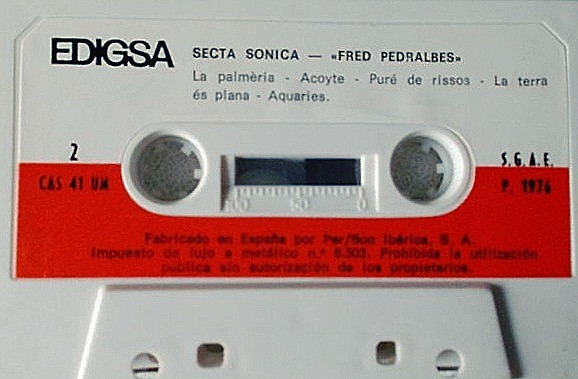 EDIGSA
SECTA SONICA — «FRED PEDRALBES»
La palmèria - Acoyte - Puré de rissos - La terra
és plana - Aquaries.
2
S.G.A.E.
CAS 41 UM
P. 1976
100 50 0
Fabricado en España por Per/Son Ibérica, S. A.
Impuesto de lujo a metálico n.º 6.503. Prohibida la utilización
pública sin autorización de los propietarios.